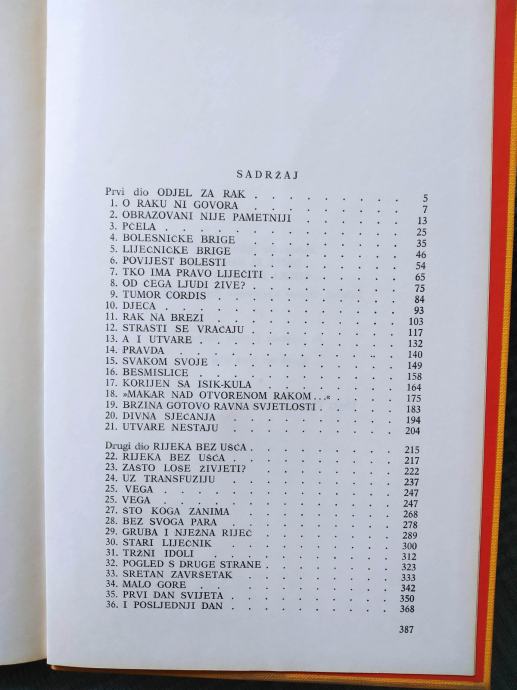 SADRŽAJ
Prvi dio ODJEL ZA RAK . . . . . . . . . 5
1. O RAKU NI GOVORA . . . . . . . . 7
2. OBRAZOVANI NIJE PAMETNIJI . . . . . . 13
3. PČELA . . . . . . . . . . . 25
4. BOLESNIČKE BRIGE . . . . . . . . 35
5. LIJEČNIČKE BRIGE . . . . . . . . 46
6. POVIJEST BOLESTI . . . . . . . . 54
7. TKO IMA PRAVO LIJEČITI . . . . . . . 65
8. OD ČEGA LJUDI ŽIVE? . . . . . . . 75
9. TUMOR CORDIS . . . . . . . . . 84
10. DJECA . . . . . . . . . . . 93
11. RAK NA BREZI . . . . . . . . . 103
12. STRASTI SE VRAĆAJU . . . . . . . 117
13. A I UTVARE . . . . . . . . . . 132
14. PRAVDA . . . . . . . . . . . 140
15. SVAKOM SVOJE . . . . . . . . . 149
16. BESMISLICE . . . . . . . . . . 158
17. KORIJEN SA ISIK-KULA . . . . . . . 164
18. »MAKAR NAD OTVORENOM RAKOM...« . . . . 175
19. BRZINA GOTOVO RAVNA SVJETLOSTI . . . . . 183
20. DIVNA SJEĆANJA . . . . . . . . 194
21. UTVARE NESTAJU . . . . . . . . 204
Drugi dio RIJEKA BEZ UŠĆA . . . . . . . . 215
22. RIJEKA BEZ UŠĆA . . . . . . . . 217
23. ZAŠTO LOŠE ŽIVJETI? . . . . . . . 222
24. UZ TRANSFUZIJU . . . . . . . . 237
25. VEGA . . . . . . . . . . . 247
25. VEGA . . . . . . . . . . . 247
27. ŠTO KOGA ZANIMA . . . . . . . . 268
28. BEZ SVOGA PARA . . . . . . . . 278
29. GRUBA I NJEŽNA RIJEČ . . . . . . . 289
30. STARI LIJEČNIK . . . . . . . . 300
31. TRŽNI IDOLI . . . . . . . . . 312
32. POGLED S DRUGE STRANE . . . . . . . 323
33. SRETAN ZAVRŠETAK . . . . . . . . 333
34. MALO GORE . . . . . . . . . . 342
35. PRVI DAN SVIJETA . . . . . . . . 350
36. I POSLJEDNJI DAN . . . . . . . . 368
387